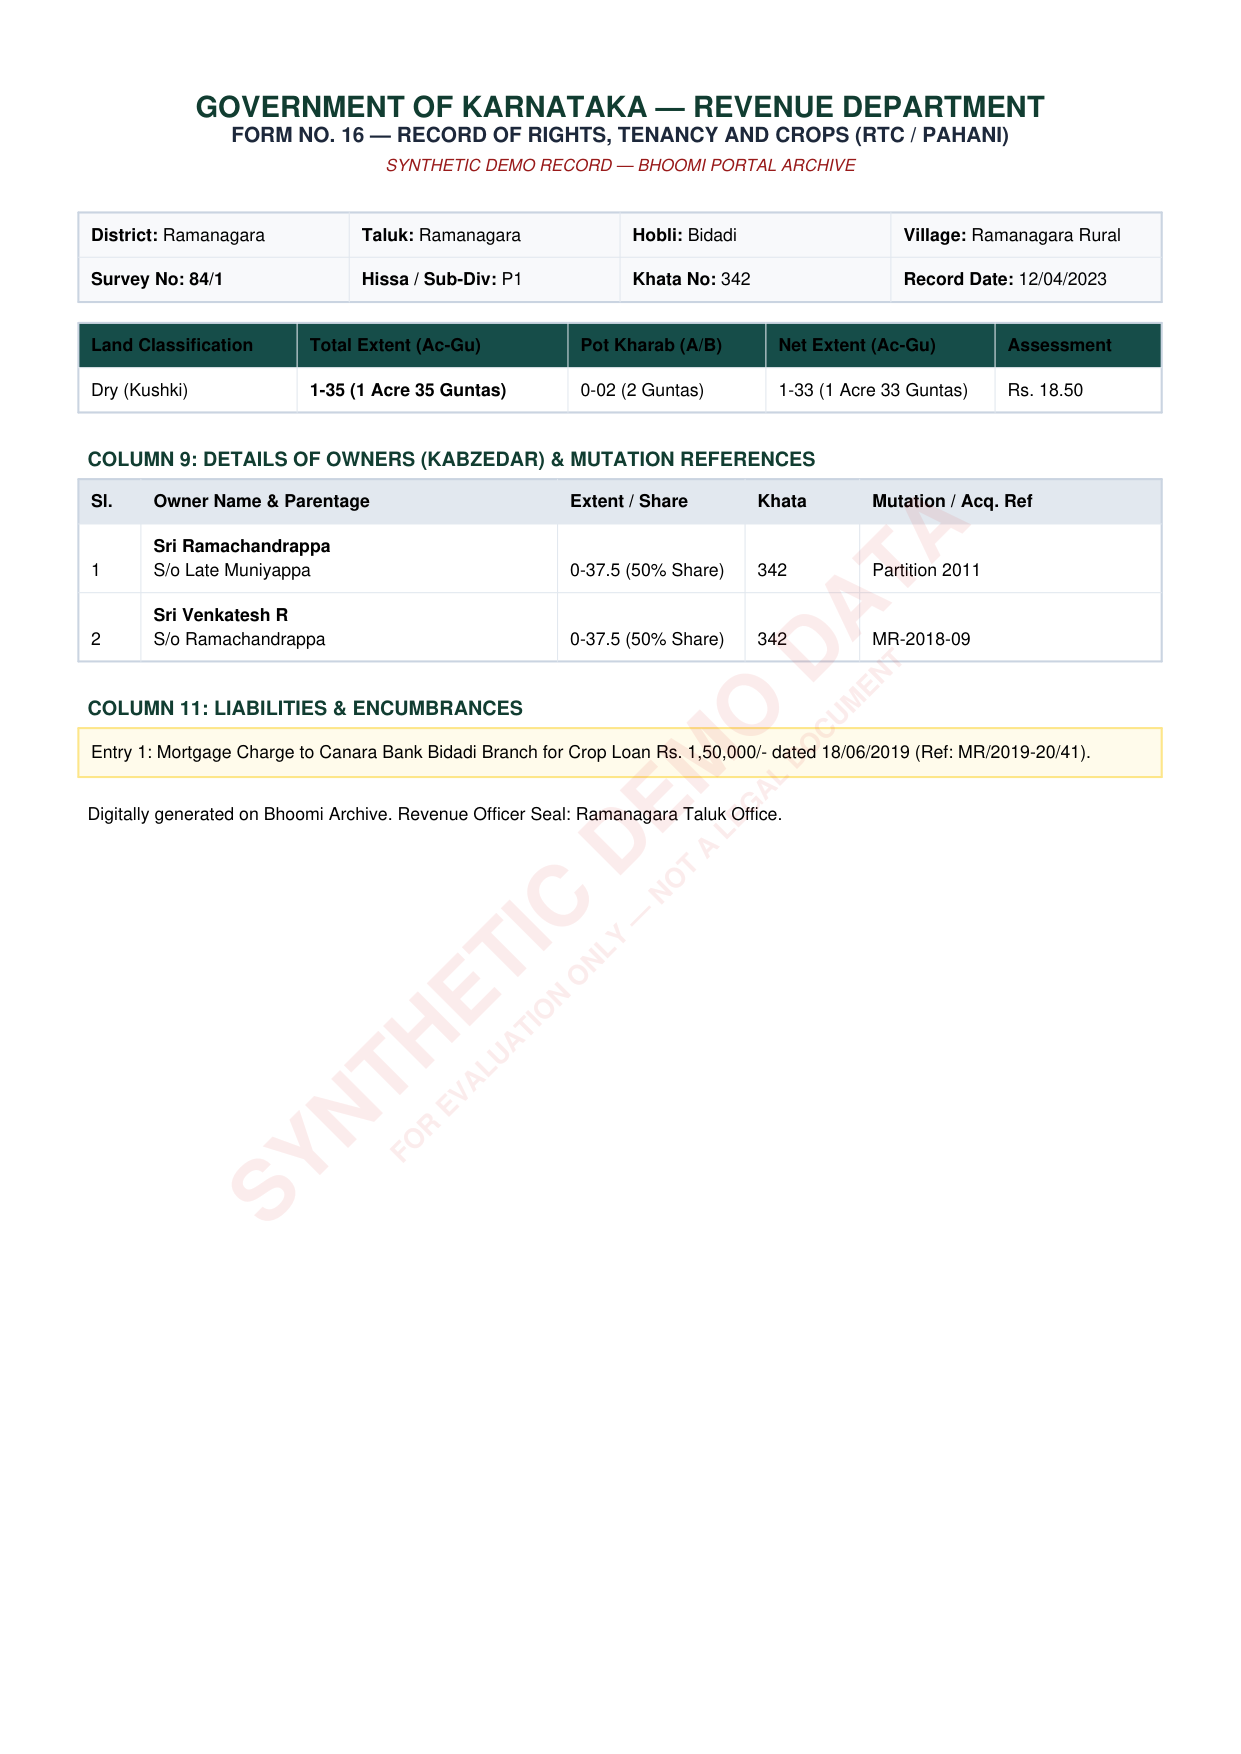 GOVERNMENT OF KARNATAKA — REVENUE DEPARTMENT
FORM NO. 16 — RECORD OF RIGHTS, TENANCY AND CROPS (RTC / PAHANI)
SYNTHETIC DEMO RECORD — BHOOMI PORTAL ARCHIVE
District: Ramanagara Taluk: Ramanagara Hobli: Bidadi Village: Ramanagara Rural
Survey No: 84/1 Hissa / Sub-Div: P1 Khata No: 342 Record Date: 12/04/2023
Land Classification Total Extent (Ac-Gu) Pot Kharab (A/B) Net Extent (Ac-Gu) Assessment
Dry (Kushki) 1-35 (1 Acre 35 Guntas) 0-02 (2 Guntas) 1-33 (1 Acre 33 Guntas) Rs. 18.50
COLUMN 9: DETAILS OF OWNERS (KABZEDAR) & MUTATION REFERENCES
Sl. Owner Name & Parentage Extent / Share Khata Mutation / Acq. Ref
Sri Ramachandrappa
1 S/o Late Muniyappa 0-37.5 (50% Share) 342 Partition 2011
Sri Venkatesh R
2 S/o Ramachandrappa 0-37.5 (50% Share) 342 MR-2018-09
COLUMN 11: LIABILITIES & ENCUMBRANCES
Entry 1: Mortgage Charge to Canara Bank Bidadi Branch for Crop Loan Rs. 1,50,000/- dated 18/06/2019 (Ref: MR/2019-20/41).
Digitally generated on Bhoomi Archive. Revenue Officer Seal: Ramanagara Taluk Office.
SYNTHETIC DEMO DATA
FOR EVALUATION ONLY — NOT A LEGAL DOCUMENT